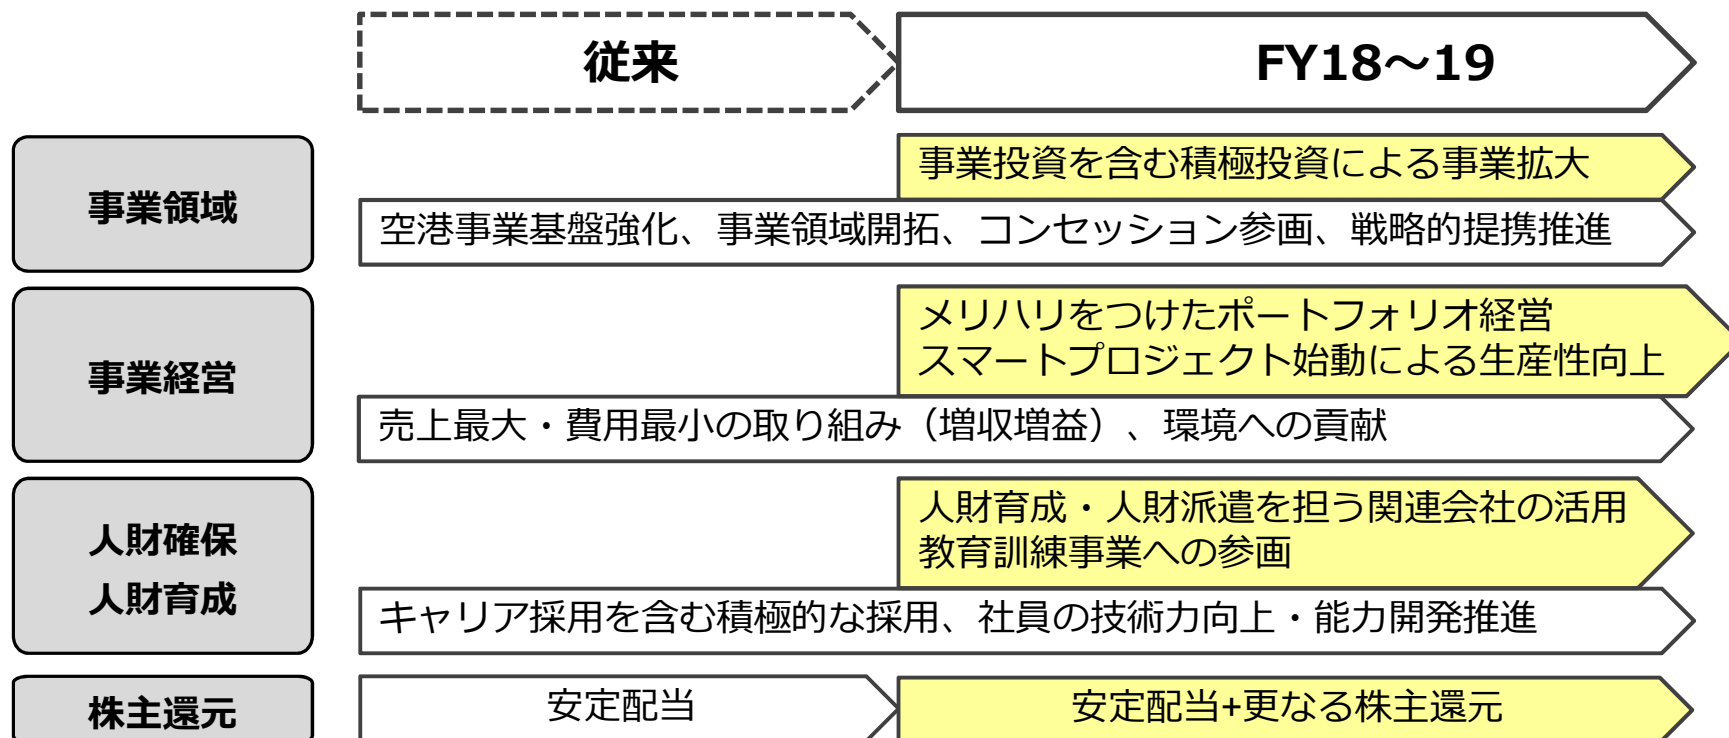 従来
FY18～19
事業領域
事業投資を含む積極投資による事業拡大
空港事業基盤強化、事業領域開拓、コンセッション参画、戦略的提携推進
事業経営
メリハリをつけたポートフォリオ経営
スマートプロジェクト始動による生産性向上
売上最大・費用最小の取り組み（増収増益）、環境への貢献
人財確保
人財育成
人財育成・人財派遣を担う関連会社の活用
教育訓練事業への参画
キャリア採用を含む積極的な採用、社員の技術力向上・能力開発推進
株主還元
安定配当
安定配当+更なる株主還元